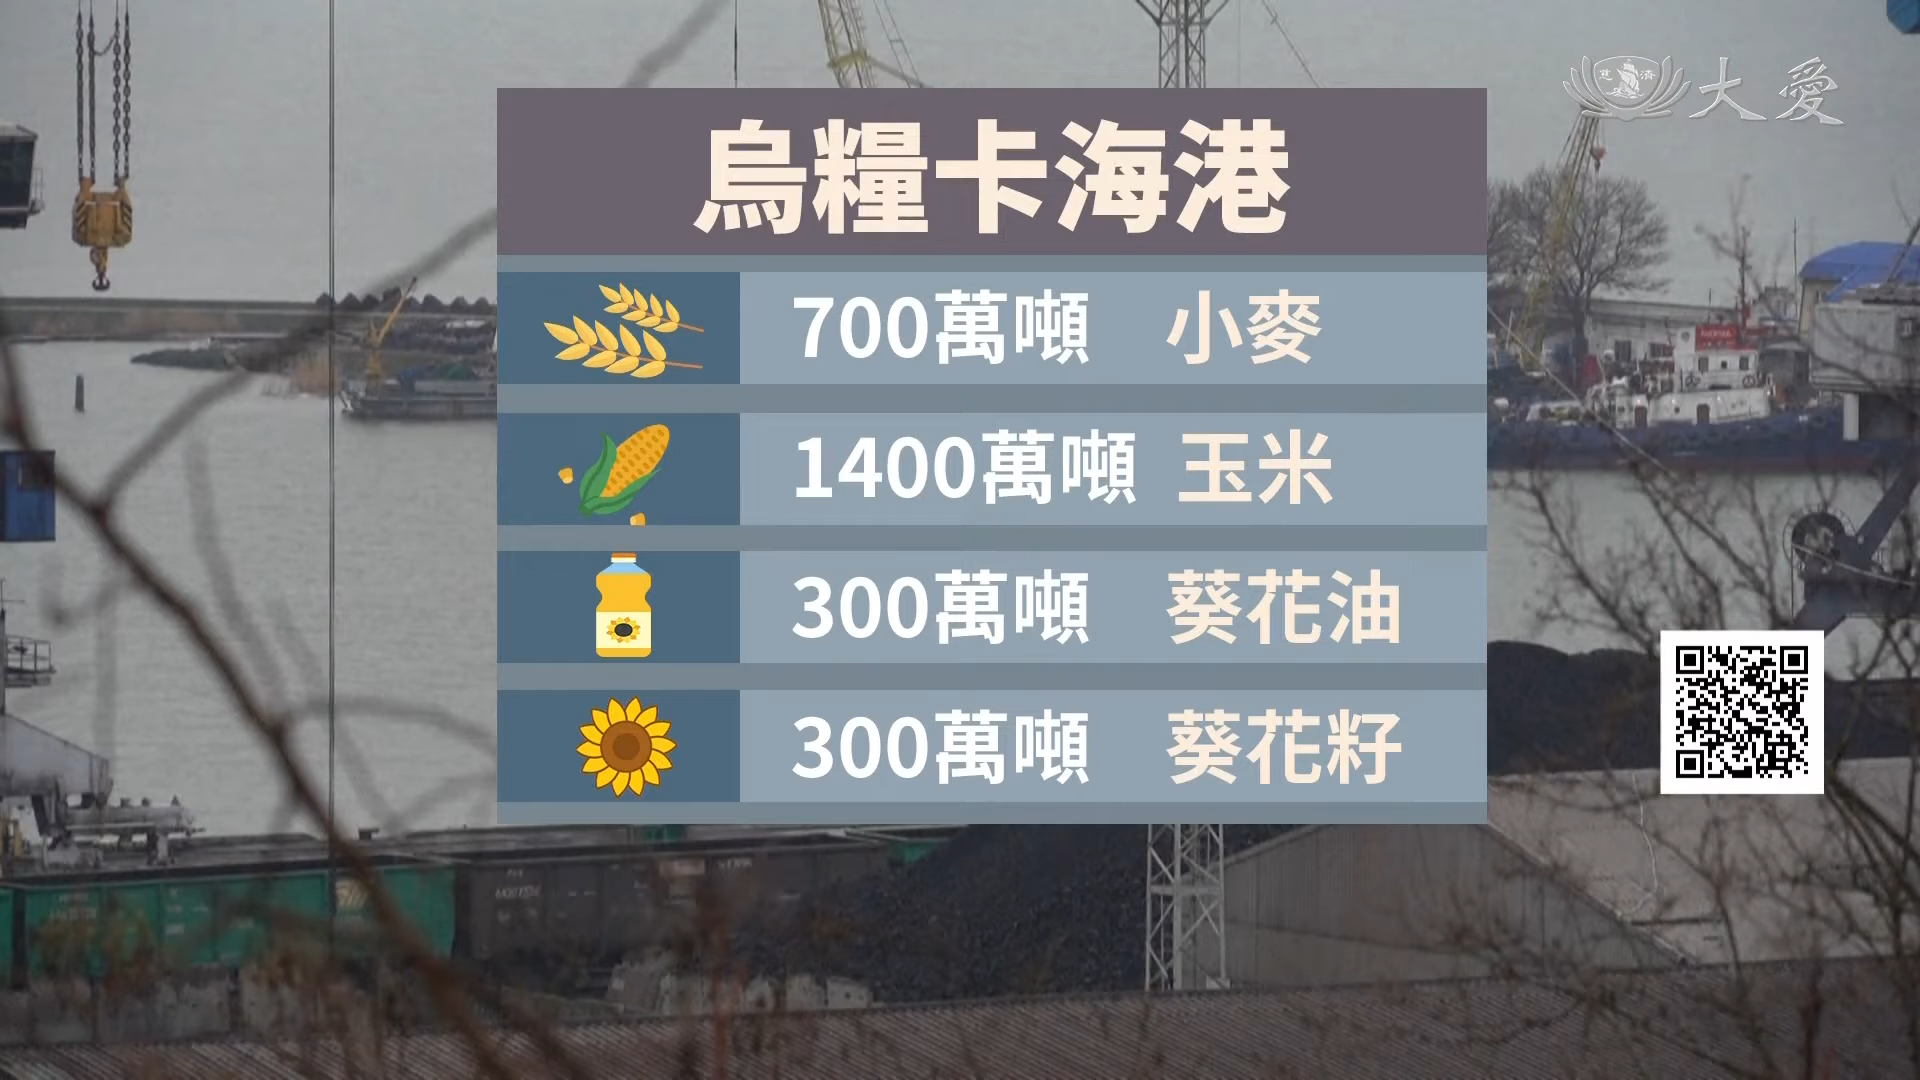 慈濟 大愛
烏糧卡海港
700萬噸 小麥
1400萬噸 玉米
300萬噸 葵花油
300萬噸 葵花籽